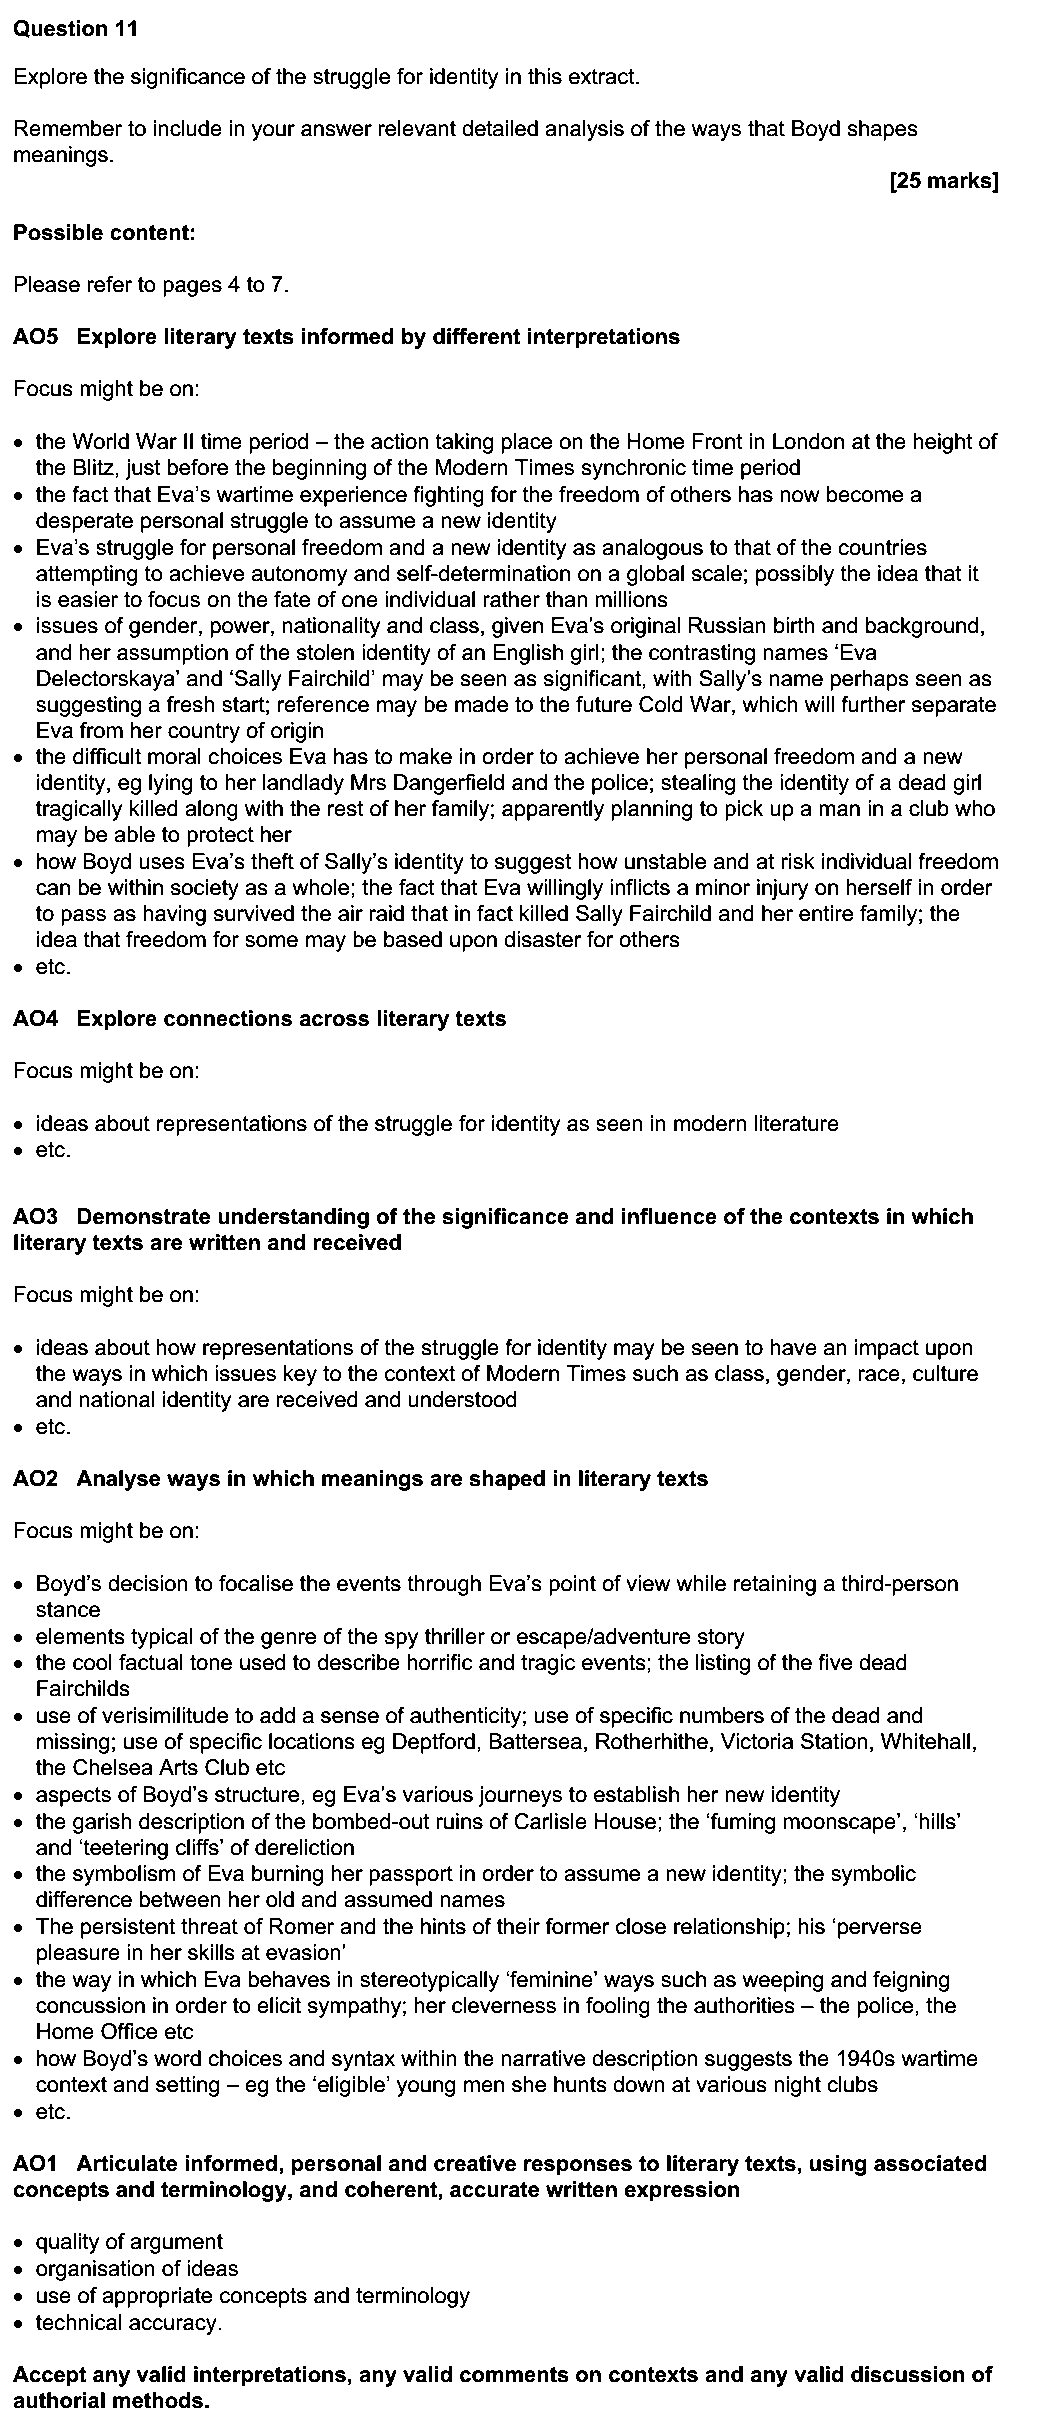 Question 11
Explore the significance of the struggle for identity in this extract.
Remember to include in your answer relevant detailed analysis of the ways that Boyd shapes
meanings.
[25 marks]
Possible content:
Please refer to pages 4 to 7.
AO5 Explore literary texts informed by different interpretations
Focus might be on:
• the World War II time period – the action taking place on the Home Front in London at the height of
the Blitz, just before the beginning of the Modern Times synchronic time period
• the fact that Eva’s wartime experience fighting for the freedom of others has now become a
desperate personal struggle to assume a new identity
• Eva’s struggle for personal freedom and a new identity as analogous to that of the countries
attempting to achieve autonomy and self-determination on a global scale; possibly the idea that it
is easier to focus on the fate of one individual rather than millions
• issues of gender, power, nationality and class, given Eva’s original Russian birth and background,
and her assumption of the stolen identity of an English girl; the contrasting names ‘Eva
Delectorskaya’ and ‘Sally Fairchild’ may be seen as significant, with Sally’s name perhaps seen as
suggesting a fresh start; reference may be made to the future Cold War, which will further separate
Eva from her country of origin
• the difficult moral choices Eva has to make in order to achieve her personal freedom and a new
identity, eg lying to her landlady Mrs Dangerfield and the police; stealing the identity of a dead girl
tragically killed along with the rest of her family; apparently planning to pick up a man in a club who
may be able to protect her
• how Boyd uses Eva’s theft of Sally’s identity to suggest how unstable and at risk individual freedom
can be within society as a whole; the fact that Eva willingly inflicts a minor injury on herself in order
to pass as having survived the air raid that in fact killed Sally Fairchild and her entire family; the
idea that freedom for some may be based upon disaster for others
• etc.
AO4 Explore connections across literary texts
Focus might be on:
• ideas about representations of the struggle for identity as seen in modern literature
• etc.
AO3 Demonstrate understanding of the significance and influence of the contexts in which
literary texts are written and received
Focus might be on:
• ideas about how representations of the struggle for identity may be seen to have an impact upon
the ways in which issues key to the context of Modern Times such as class, gender, race, culture
and national identity are received and understood
• etc.
AO2 Analyse ways in which meanings are shaped in literary texts
Focus might be on:
• Boyd’s decision to focalise the events through Eva’s point of view while retaining a third-person
stance
• elements typical of the genre of the spy thriller or escape/adventure story
• the cool factual tone used to describe horrific and tragic events; the listing of the five dead
Fairchilds
• use of verisimilitude to add a sense of authenticity; use of specific numbers of the dead and
missing; use of specific locations eg Deptford, Battersea, Rotherhithe, Victoria Station, Whitehall,
the Chelsea Arts Club etc
• aspects of Boyd’s structure, eg Eva’s various journeys to establish her new identity
• the garish description of the bombed-out ruins of Carlisle House; the ‘fuming moonscape’, ‘hills’
and ‘teetering cliffs’ of dereliction
• the symbolism of Eva burning her passport in order to assume a new identity; the symbolic
difference between her old and assumed names
• The persistent threat of Romer and the hints of their former close relationship; his ‘perverse
pleasure in her skills at evasion’
• the way in which Eva behaves in stereotypically ‘feminine’ ways such as weeping and feigning
concussion in order to elicit sympathy; her cleverness in fooling the authorities – the police, the
Home Office etc
• how Boyd’s word choices and syntax within the narrative description suggests the 1940s wartime
context and setting – eg the ‘eligible’ young men she hunts down at various night clubs
• etc.
AO1 Articulate informed, personal and creative responses to literary texts, using associated
concepts and terminology, and coherent, accurate written expression
• quality of argument
• organisation of ideas
• use of appropriate concepts and terminology
• technical accuracy.
Accept any valid interpretations, any valid comments on contexts and any valid discussion of
authorial methods.